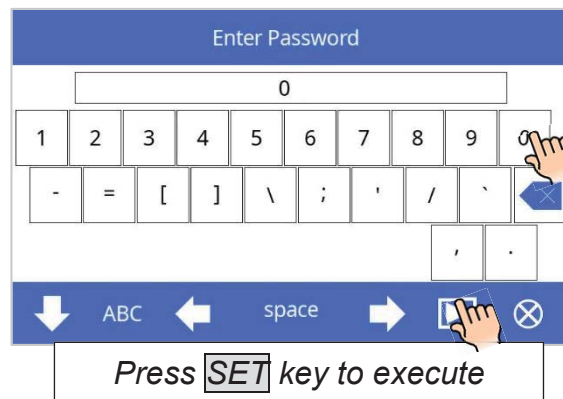 Enter Password
0
1 2 3 4 5 6 7 8 9 0
- = [ ] \ ; ' / `
, .
ABC space
Press SET key to execute